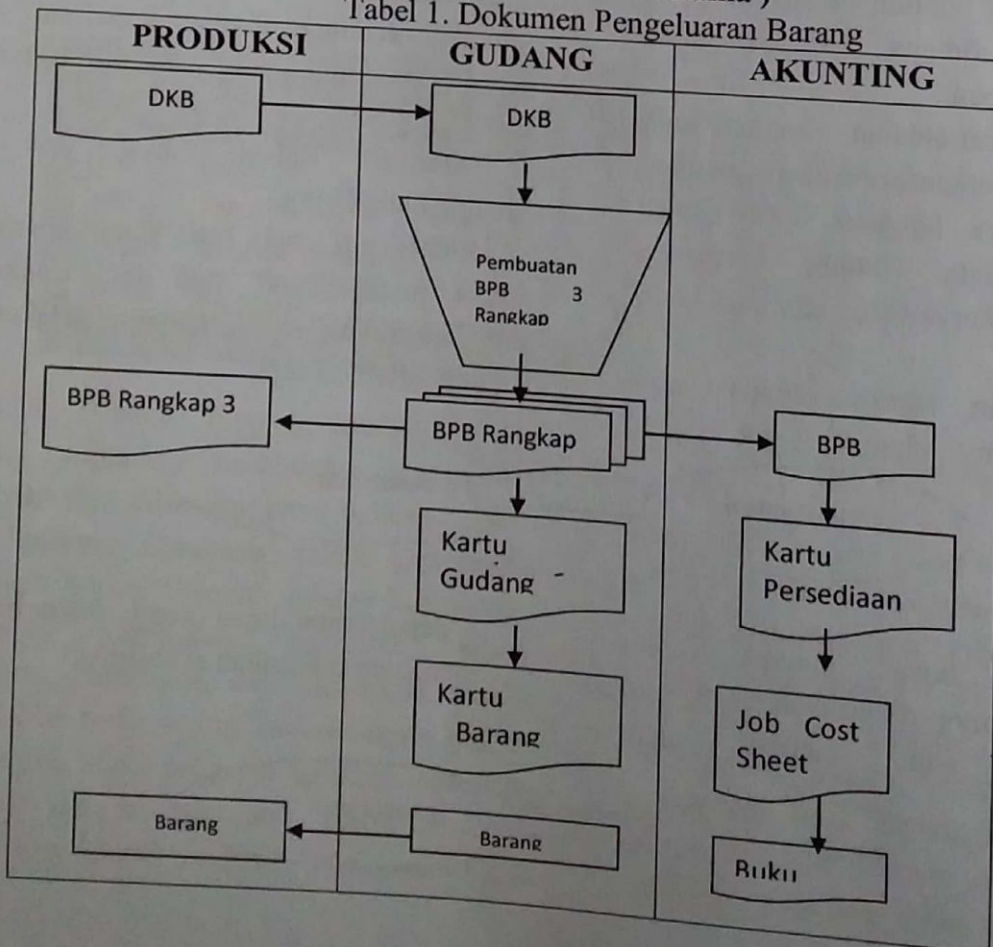 Tabel 1. Dokumen Pengeluaran Barang
PRODUKSI
GUDANG
AKUNTING
DKB
DKB
Pembuatan
BPB 3
Rangkap
BPB Rangkap 3
BPB Rangkap
BPB
Kartu
Gudang
Kartu
Persediaan
Kartu
Barang
Job Cost
Sheet
Barang
Barang
Buku